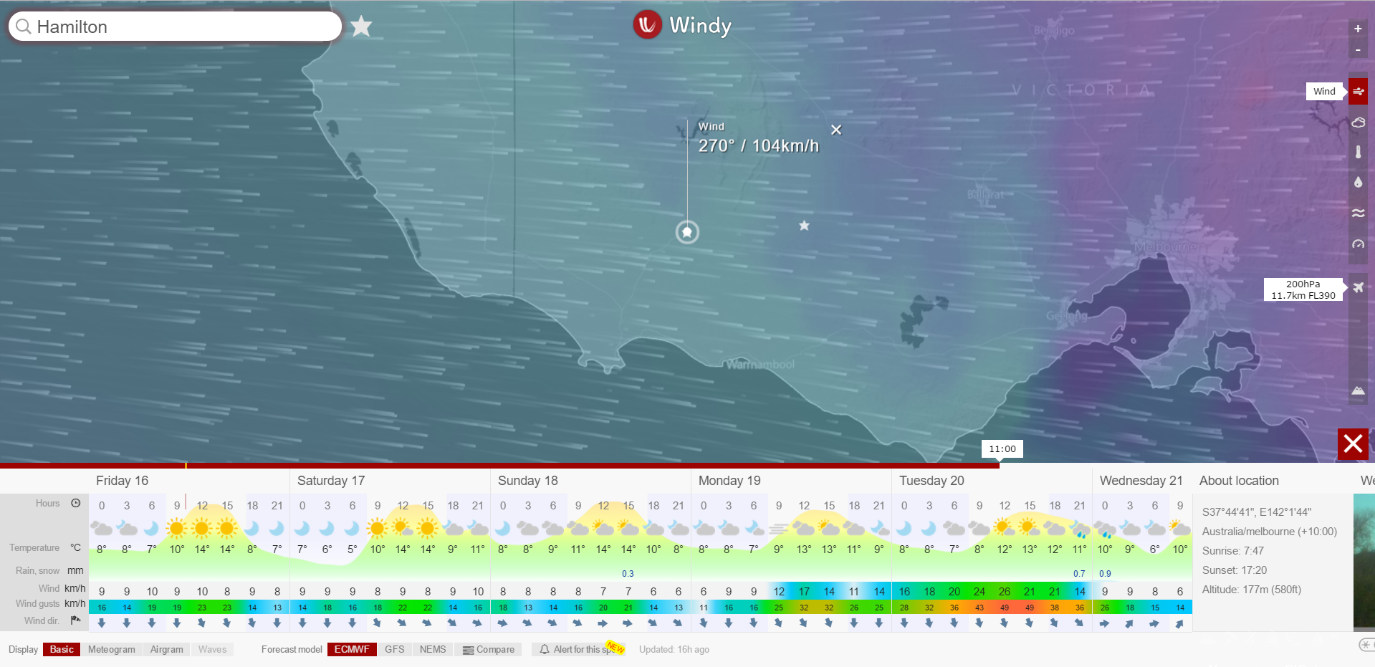 Hamilton
Windy
+
-
Bendigo
VICTORIA
Wind
Wind
270° / 104km/h
Ballarat
Melbourne
200hPa
11.7km FL390
Geelong
Warrnambool
11:00
Friday 16 Saturday 17 Sunday 18 Monday 19 Tuesday 20 Wednesday 21 About location We
Hours 0 3 6 9 12 15 18 21 0 3 6 9 12 15 18 21 0 3 6 9 12 15 18 21 0 3 6 9 12 15 18 21 0 3 6 9 12 15 18 21 0 3 6 9
S37°44'41", E142°1'44"
Australia/melbourne (+10:00)
Temperature °C 8° 8° 7° 10° 14° 14° 8° 7° 7° 6° 5° 10° 14° 14° 9° 11° 8° 8° 9° 11° 14° 14° 10° 8° 8° 8° 7° 9° 13° 13° 11° 9° 8° 8° 7° 10° 12° 13° 12° 11° 10° 9° 6° 10°
Sunrise: 7:47
Rain, snow mm 0.3 0.7 0.9
Sunset: 17:20
Wind km/h 9 9 10 9 10 8 9 8 9 9 9 9 9 8 9 10 8 8 8 8 7 7 6 6 6 9 9 12 17 14 11 14 16 18 20 24 26 21 21 14 9 9 8 6
Altitude: 177m (580ft)
Wind gusts km/h 16 14 19 19 23 23 14 13 14 18 16 18 22 22 14 16 18 13 14 16 20 21 14 13 11 16 16 25 32 32 26 25 28 32 36 43 49 49 38 36 26 18 15 14
Wind dir.
Display Basic Meteogram Airgram Waves Forecast model ECMWF GFS NEMS Compare Alert for this sp NEW Updated: 16h ago